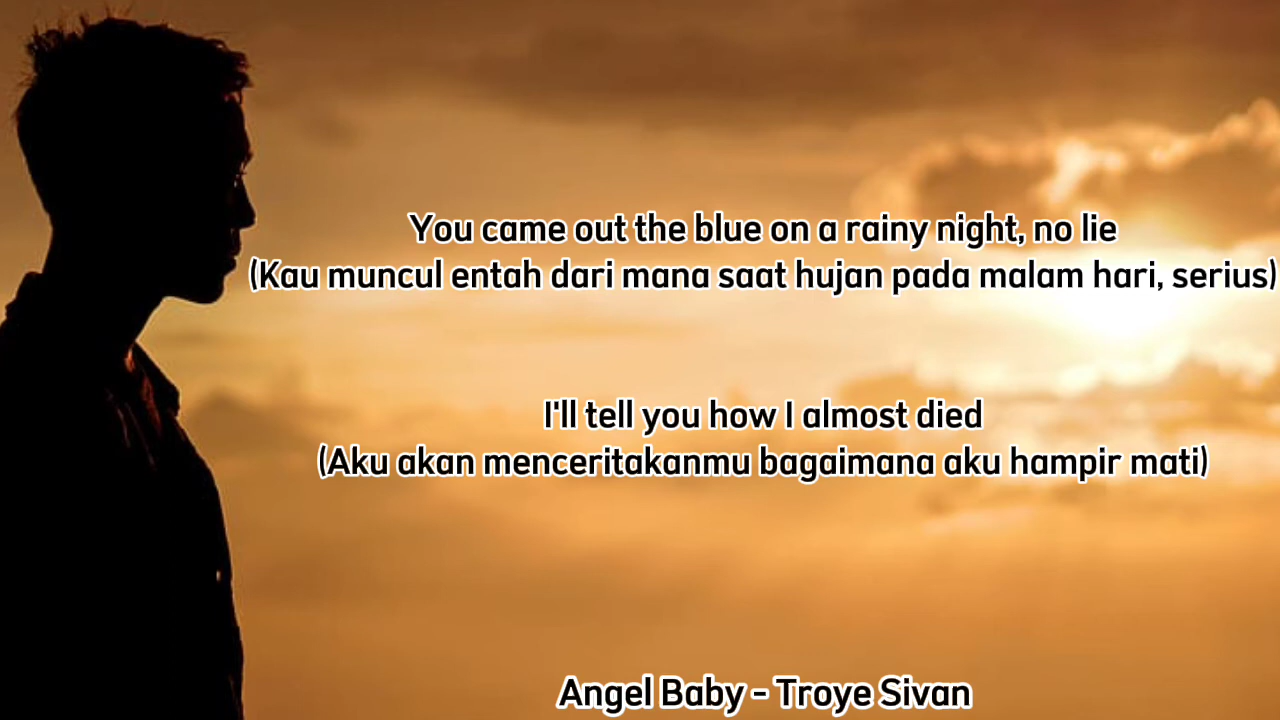 You came out the blue on a rainy night, no lie
(Kau muncul entah dari mana saat hujan pada malam hari, serius)
I'll tell you how I almost died
(Aku akan menceritakanmu bagaimana aku hampir mati)
Angel Baby - Troye Sivan